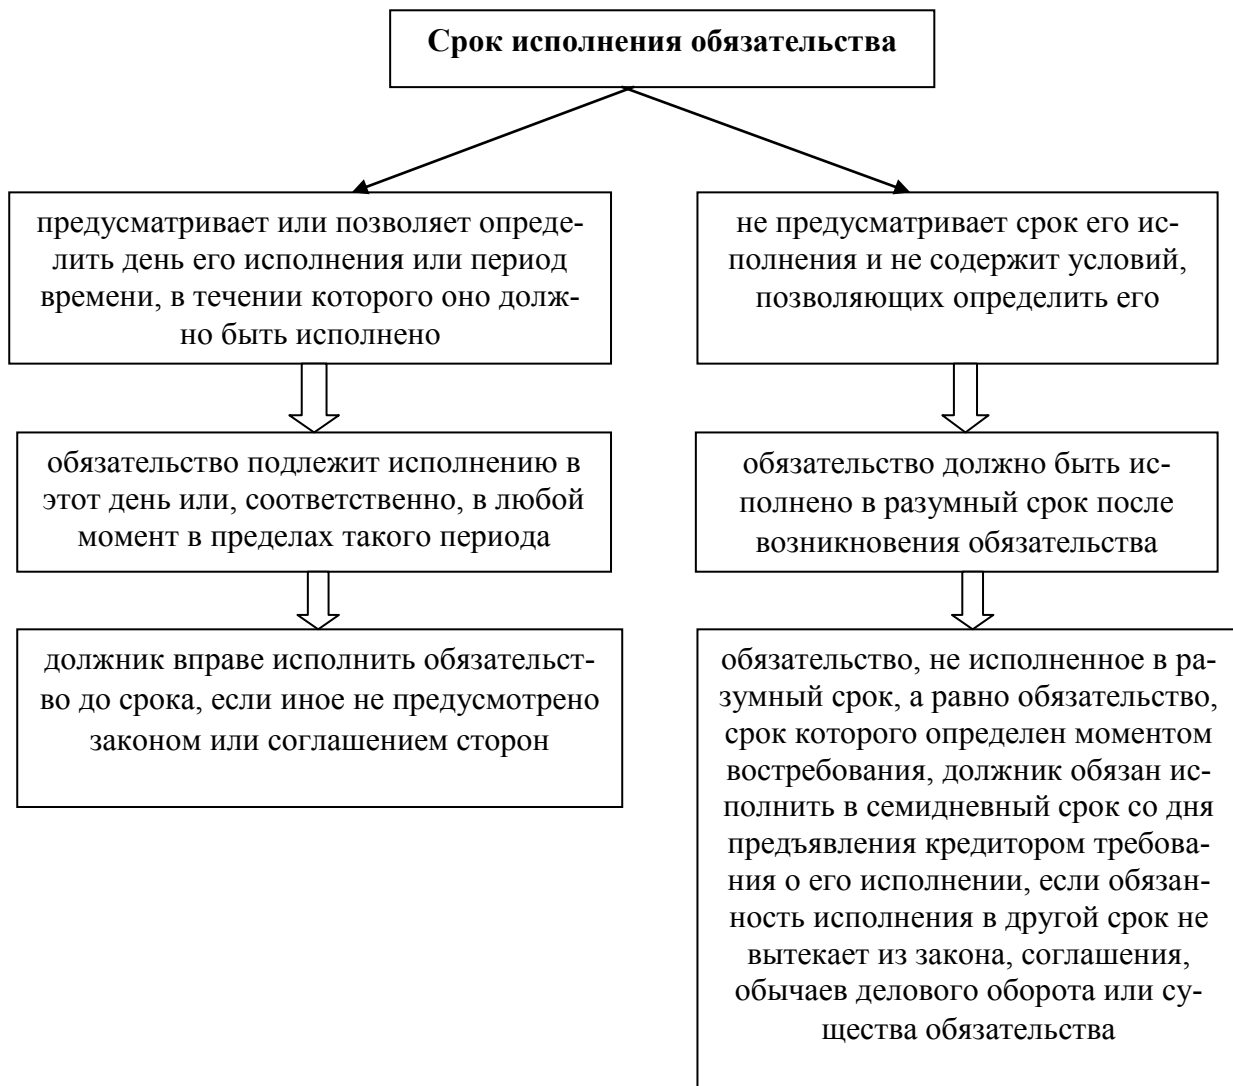 Срок исполнения обязательства
предусматривает или позволяет опреде-
лить день его исполнения или период
времени, в течении которого оно долж-
но быть исполнено
не предусматривает срок его ис-
полнения и не содержит условий,
позволяющих определить его
обязательство подлежит исполнению в
этот день или, соответственно, в любой
момент в пределах такого периода
обязательство должно быть ис-
полнено в разумный срок после
возникновения обязательства
должник вправе исполнить обязательст-
во до срока, если иное не предусмотрено
законом или соглашением сторон
обязательство, не исполненное в ра-
зумный срок, а равно обязательство,
срок которого определен моментом
востребования, должник обязан ис-
полнить в семидневный срок со дня
предъявления кредитором требова-
ния о его исполнении, если обязан-
ность исполнения в другой срок не
вытекает из закона, соглашения,
обычаев делового оборота или су-
щества обязательства